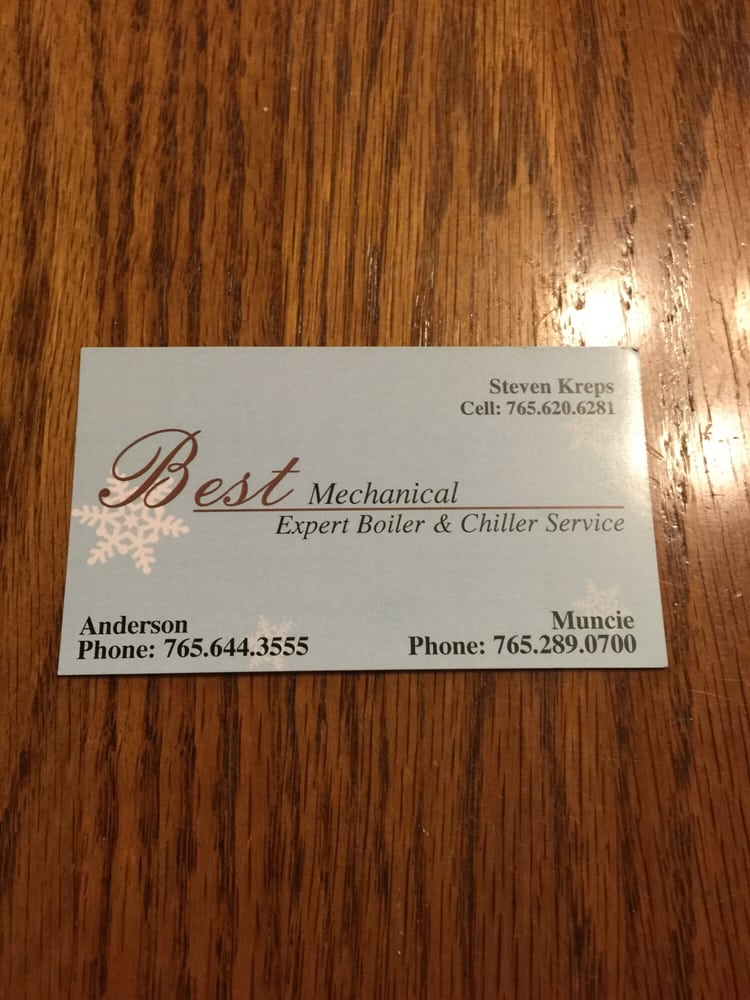 Steven Kreps
Cell: 765.620.6281
Best Mechanical
Expert Boiler & Chiller Service
Anderson
Phone: 765.644.3555
Muncie
Phone: 765.289.0700